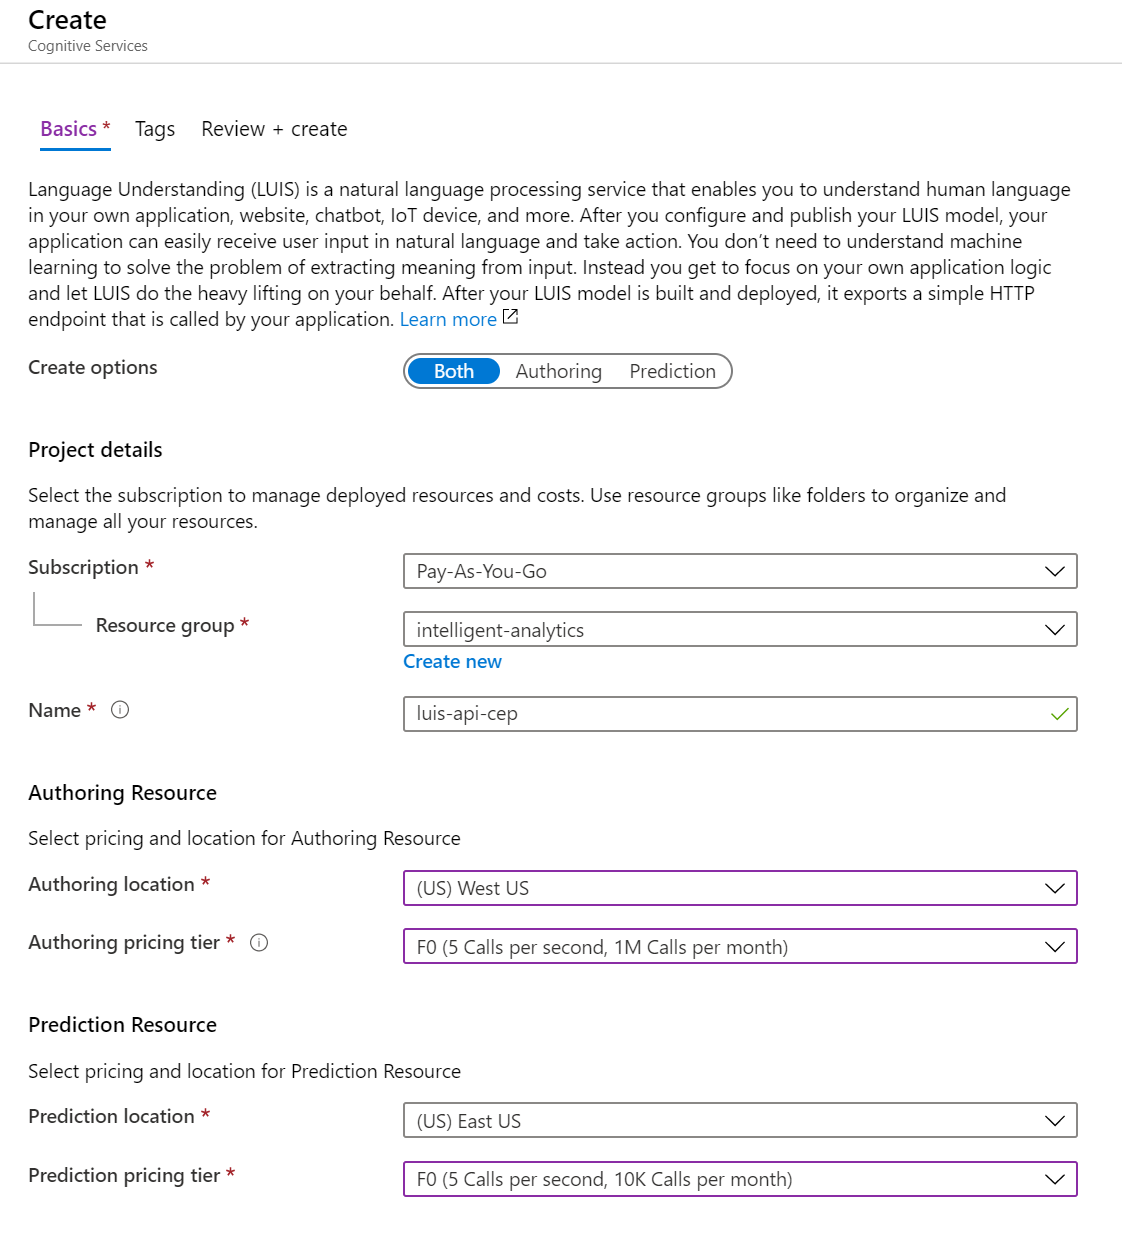 Create
Cognitive Services
Basics * Tags Review + create
Language Understanding (LUIS) is a natural language processing service that enables you to understand human language
in your own application, website, chatbot, IoT device, and more. After you configure and publish your LUIS model, your
application can easily receive user input in natural language and take action. You don’t need to understand machine
learning to solve the problem of extracting meaning from input. Instead you get to focus on your own application logic
and let LUIS do the heavy lifting on your behalf. After your LUIS model is built and deployed, it exports a simple HTTP
endpoint that is called by your application. Learn more
Create options Both Authoring Prediction
Project details
Select the subscription to manage deployed resources and costs. Use resource groups like folders to organize and
manage all your resources.
Subscription * Pay-As-You-Go
Resource group * intelligent-analytics
Create new
Name * luis-api-cep
Authoring Resource
Select pricing and location for Authoring Resource
Authoring location * (US) West US
Authoring pricing tier * F0 (5 Calls per second, 1M Calls per month)
Prediction Resource
Select pricing and location for Prediction Resource
Prediction location * (US) East US
Prediction pricing tier * F0 (5 Calls per second, 10K Calls per month)